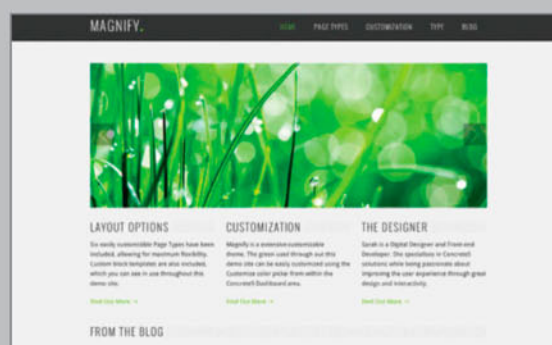 MAGNIFY.
HOME PAGE TYPES CUSTOMIZATION TYPE BLOG
LAYOUT OPTIONS
Six easily customizable Page Types have been
included, allowing for maximum flexibility.
Custom block templates are also included,
which you can see in use throughout this
demo site.
Find Out More →
CUSTOMIZATION
Magnify is a extensive customizable
theme. The green used through out this
demo site can be easily customized using the
Customize color picker from within the
Concrete5 Dashboard area.
Find Out More →
THE DESIGNER
Sarah is a Digital Designer and Front-end
Developer. She specializes in Concrete5
solutions while being passionate about
improving the user experience through great
design and interactivity.
Find Out More →
FROM THE BLOG